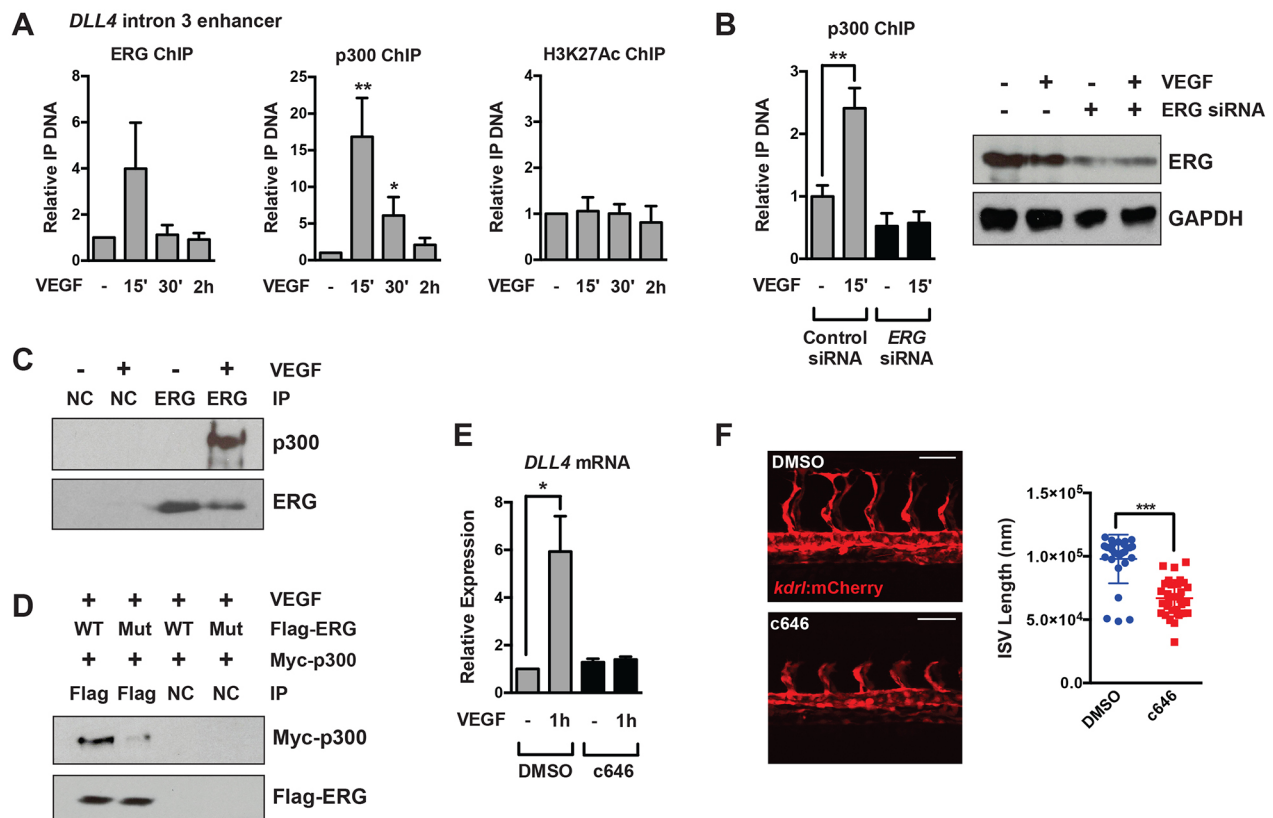 A
DLL4 intron 3 enhancer
ERG ChIP
Relative IP DNA
8
6
4
2
0
VEGF - 15' 30' 2h
p300 ChIP
Relative IP DNA
25
20
15
10
5
0
**
*
- 15' 30' 2h
VEGF
H3K27Ac ChIP
Relative IP DNA
4
3
2
1
0
VEGF - 15' 30' 2h
B
p300 ChIP
**
Relative IP DNA
3
2
1
0
VEGF - 15' - 15'
Control
siRNA
ERG
siRNA
- + - + VEGF
- - + + ERG siRNA
ERG
GAPDH
C
- + - + VEGF
NC NC ERG ERG IP
p300
ERG
D
+ + + + VEGF
WT Mut WT Mut Flag-ERG
+ + + + Myc-p300
Flag Flag NC NC IP
Myc-p300
Flag-ERG
E
DLL4 mRNA
*
Relative Expression
8
6
4
2
0
VEGF - 1h - 1h
DMSO c646
F
DMSO
kdrl:mCherry
c646
ISV Length (nm)
1.5×10⁵
1.0×10⁵
5.0×10⁴
0.0
***
DMSO
c646